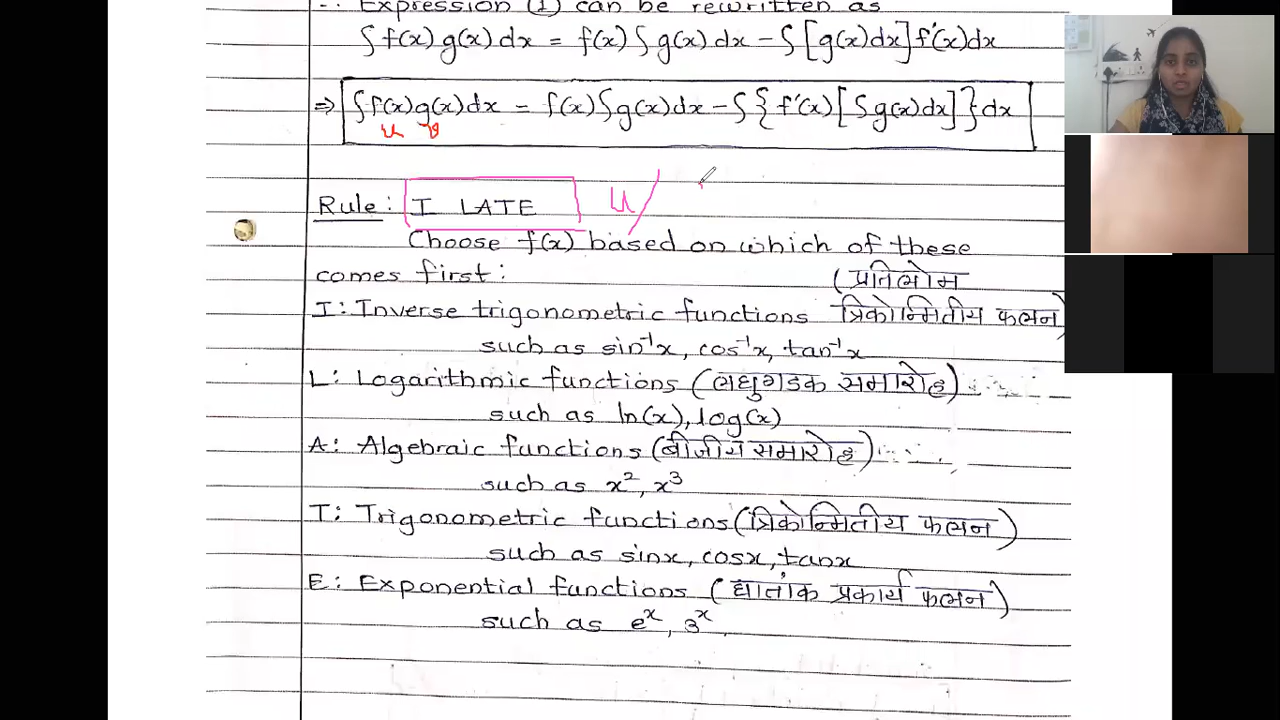 ∴ Expression (1) can be rewritten as
∫ f(x) g(x) dx = f(x) ∫ g(x) dx − ∫ [g(x)dx] f'(x)dx
⇒ ∫ f(x) g(x) dx = f(x) ∫ g(x) dx − ∫ { f'(x) [∫ g(x) dx] } dx
u v
Rule: I LATE u
Choose f(x) based on which of these
comes first: (प्रतिलोम
I: Inverse trigonometric functions त्रिकोन्मितीय फलन)
such as sin⁻¹x, cos⁻¹x, tan⁻¹x
L: Logarithmic functions (लघुगडक समारोह)
such as ln(x), log(x)
A: Algebraic functions (बीजीय समारोह)
such as x², x³
T: Trigonometric functions (त्रिकोन्मितीय फलन)
such as sinx, cosx, tanx
E: Exponential functions (घातांक प्रकार्य फलन)
such as eˣ, 3ˣ